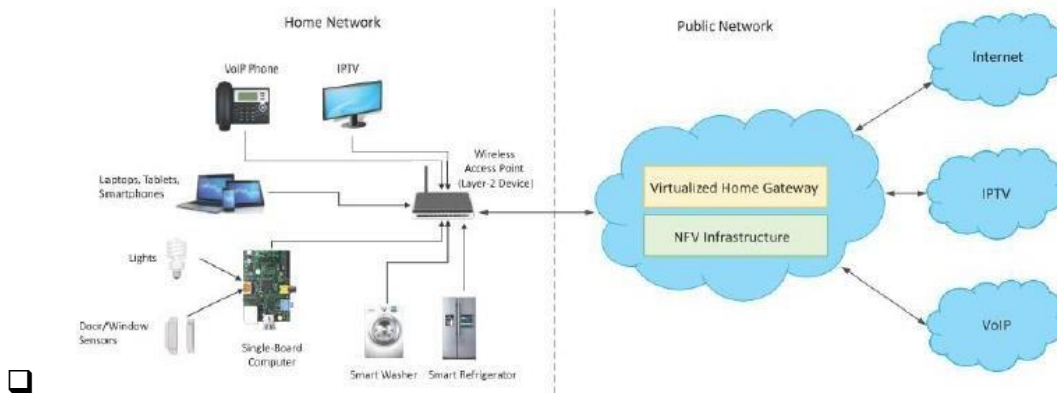 Home Network
Public Network
VoIP Phone
IPTV
Internet
Wireless
Access Point
(Layer-2 Device)
Laptops, Tablets,
Smartphones
Virtualized Home Gateway
IPTV
NFV Infrastructure
Lights
Door/Window
Sensors
Single-Board
Computer
Smart Washer
Smart Refrigerator
VoIP